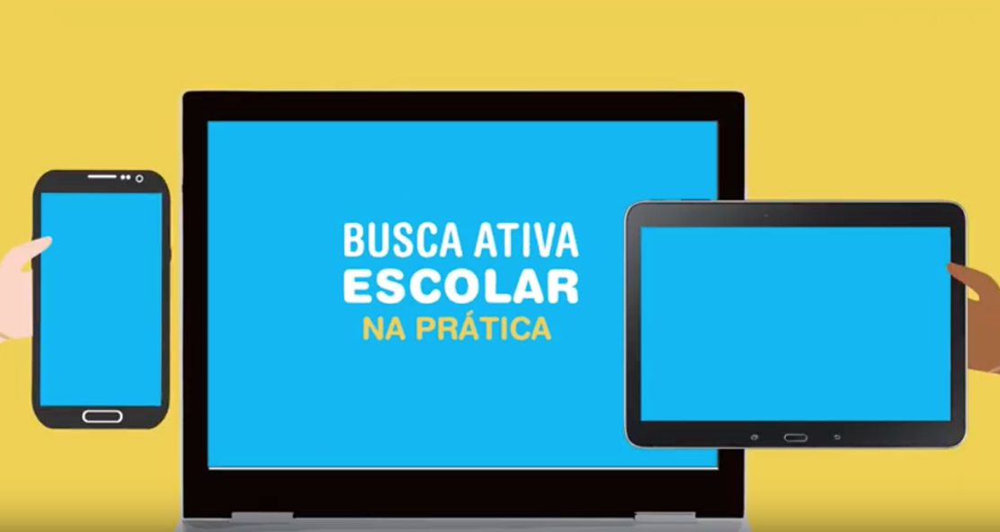 BUSCA ATIVA
ESCOLAR
NA PRÁTICA